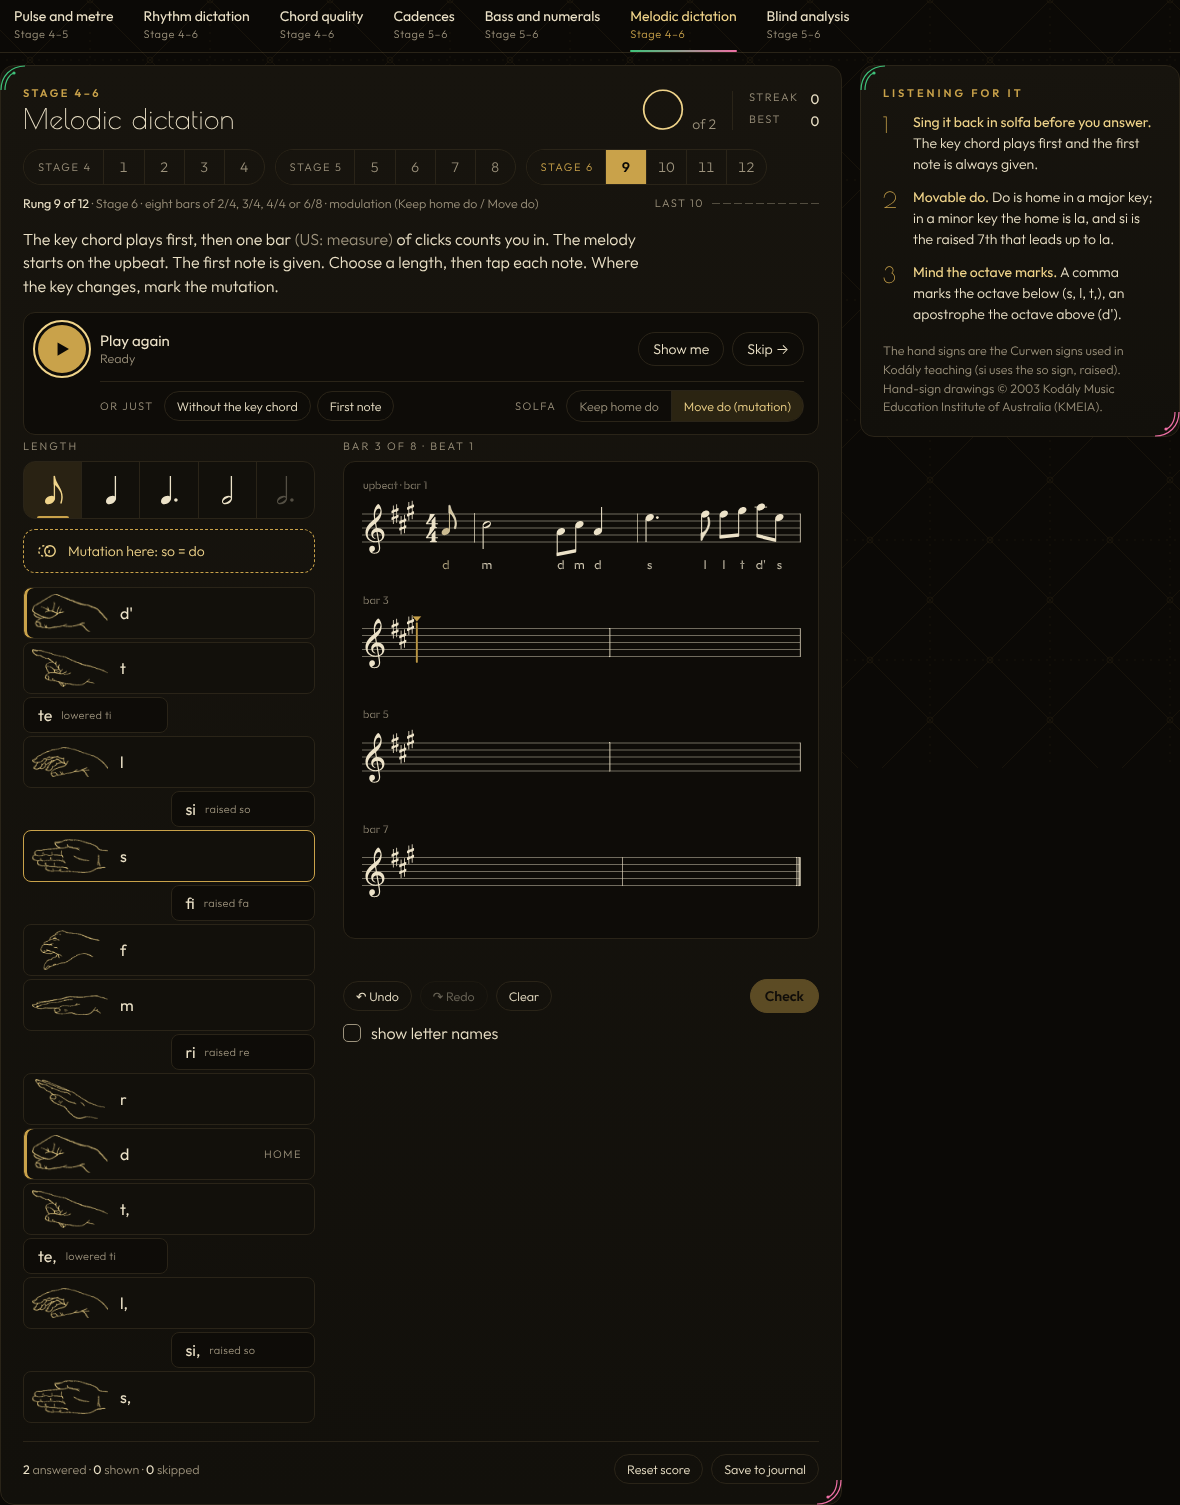 Pulse and metre
Stage 4–5
Rhythm dictation
Stage 4–6
Chord quality
Stage 4–6
Cadences
Stage 5–6
Bass and numerals
Stage 5–6
Melodic dictation
Stage 4–6
Blind analysis
Stage 5–6
STAGE 4–6
Melodic dictation
of 2
STREAK 0
BEST 0
STAGE 4 1 2 3 4
STAGE 5 5 6 7 8
STAGE 6 9 10 11 12
Rung 9 of 12 · Stage 6 · eight bars of 2/4, 3/4, 4/4 or 6/8 · modulation (Keep home do / Move do)
LAST 10
The key chord plays first, then one bar (US: measure) of clicks counts you in. The melody
starts on the upbeat. The first note is given. Choose a length, then tap each note. Where
the key changes, mark the mutation.
Play again
Ready
Show me
Skip →
OR JUST
Without the key chord
First note
SOLFA
Keep home do
Move do (mutation)
LENGTH
Mutation here: so = do
d'
t
te lowered ti
l
si raised so
s
fi raised fa
f
m
ri raised re
r
d HOME
t,
te, lowered ti
l,
si, raised so
s,
BAR 3 OF 8 · BEAT 1
upbeat · bar 1
4
4
d m d m d s l l t d' s
bar 3
bar 5
bar 7
↶ Undo
↷ Redo
Clear
Check
show letter names
2 answered · 0 shown · 0 skipped
Reset score
Save to journal
LISTENING FOR IT
1 Sing it back in solfa before you answer.
The key chord plays first and the first
note is always given.
2 Movable do. Do is home in a major key;
in a minor key the home is la, and si is
the raised 7th that leads up to la.
3 Mind the octave marks. A comma
marks the octave below (s, l, t,), an
apostrophe the octave above (d').
The hand signs are the Curwen signs used in
Kodály teaching (si uses the so sign, raised).
Hand-sign drawings © 2003 Kodály Music
Education Institute of Australia (KMEIA).